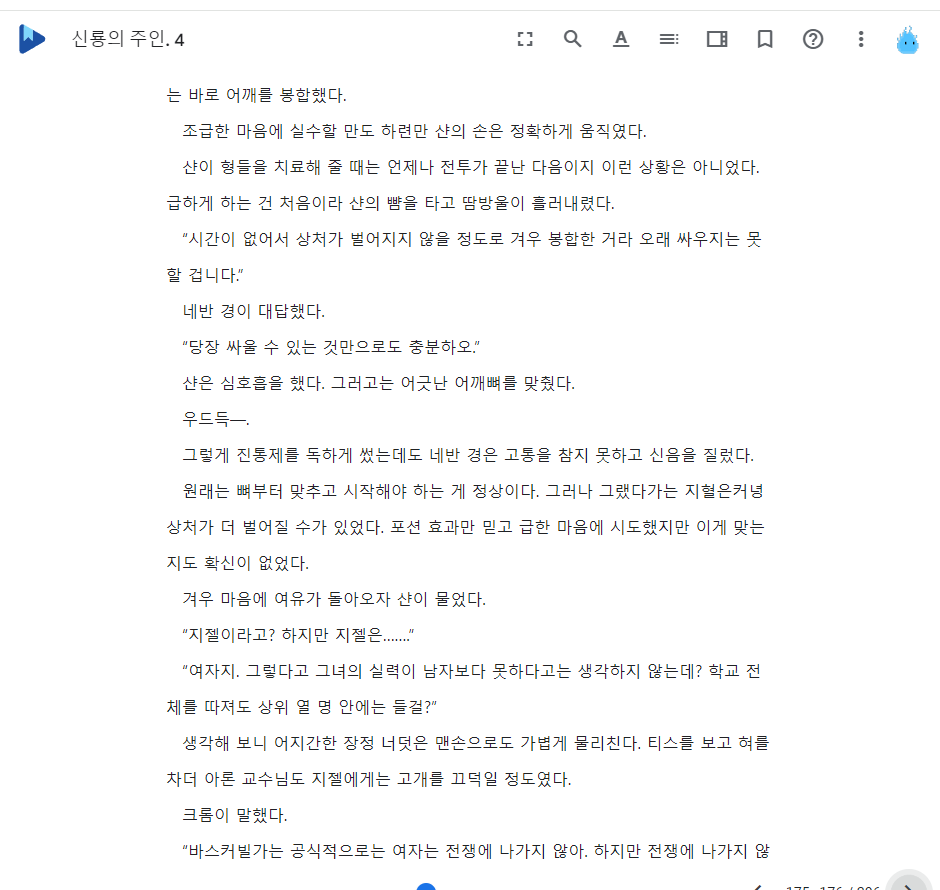 신룡의 주인. 4
는 바로 어깨를 봉합했다.
조급한 마음에 실수할 만도 하련만 샨의 손은 정확하게 움직였다.
샨이 형들을 치료해 줄 때는 언제나 전투가 끝난 다음이지 이런 상황은 아니었다.
급하게 하는 건 처음이라 샨의 뺨을 타고 땀방울이 흘러내렸다.
“시간이 없어서 상처가 벌어지지 않을 정도로 겨우 봉합한 거라 오래 싸우지는 못
할 겁니다.”
네반 경이 대답했다.
“당장 싸울 수 있는 것만으로도 충분하오.”
샨은 심호흡을 했다. 그러고는 어긋난 어깨뼈를 맞췄다.
우드득―.
그렇게 진통제를 독하게 썼는데도 네반 경은 고통을 참지 못하고 신음을 질렀다.
원래는 뼈부터 맞추고 시작해야 하는 게 정상이다. 그러나 그랬다가는 지혈은커녕
상처가 더 벌어질 수가 있었다. 포션 효과만 믿고 급한 마음에 시도했지만 이게 맞는
지도 확신이 없었다.
겨우 마음에 여유가 돌아오자 샨이 물었다.
“지젤이라고? 하지만 지젤은…….”
“여자지. 그렇다고 그녀의 실력이 남자보다 못하다고는 생각하지 않는데? 학교 전
체를 따져도 상위 열 명 안에는 들걸?”
생각해 보니 어지간한 장정 너덧은 맨손으로도 가볍게 물리친다. 티스를 보고 혀를
차더 아론 교수님도 지젤에게는 고개를 끄덕일 정도였다.
크롬이 말했다.
“바스커빌가는 공식적으로는 여자는 전쟁에 나가지 않아. 하지만 전쟁에 나가지 않